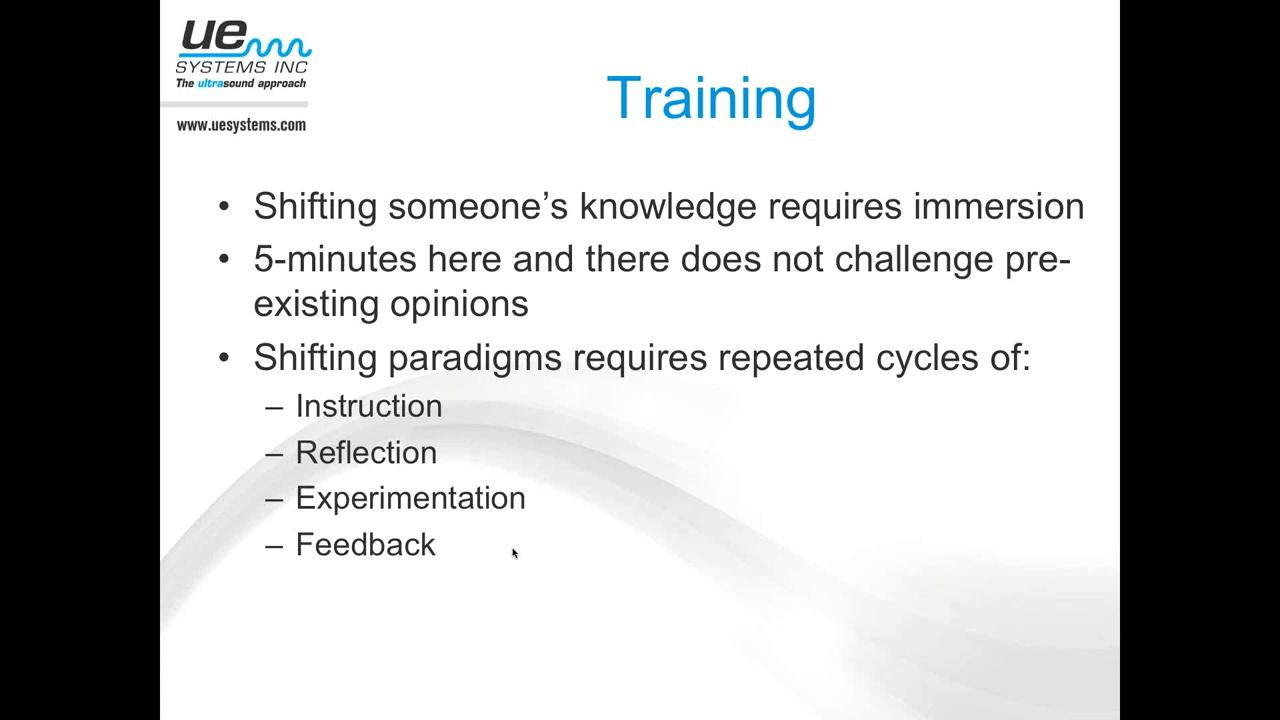 ue
SYSTEMS INC
The ultrasound approach
www.uesystems.com
Training
• Shifting someone’s knowledge requires immersion
• 5-minutes here and there does not challenge pre-
existing opinions
• Shifting paradigms requires repeated cycles of:
– Instruction
– Reflection
– Experimentation
– Feedback